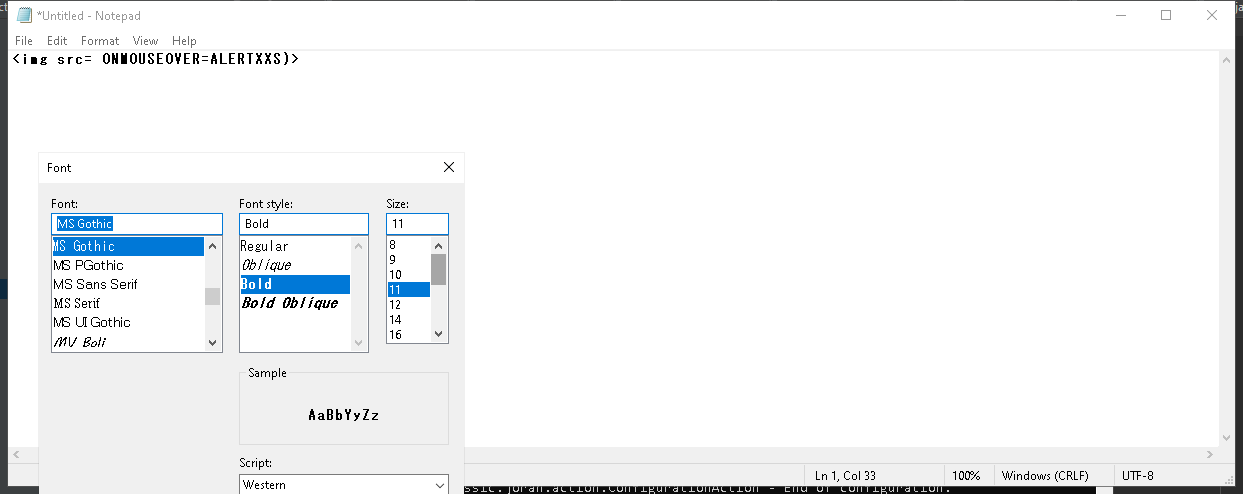 *Untitled - Notepad
File Edit Format View Help
<img src= ONMOUSEOVER=ALERTXXS)>
Font
Font: Font style: Size:
MS Gothic Bold 11
MS Gothic Regular 8
MS PGothic Oblique 9
MS Sans Serif Bold 10
MS Serif Bold Oblique 11
MS UI Gothic 12
MV Boli 14
16
Sample
AaBbYyZz
Script:
Western
Ln 1, Col 33 100% Windows (CRLF) UTF-8
ssic.joran.action.ConfigurationAction - End of configuration.